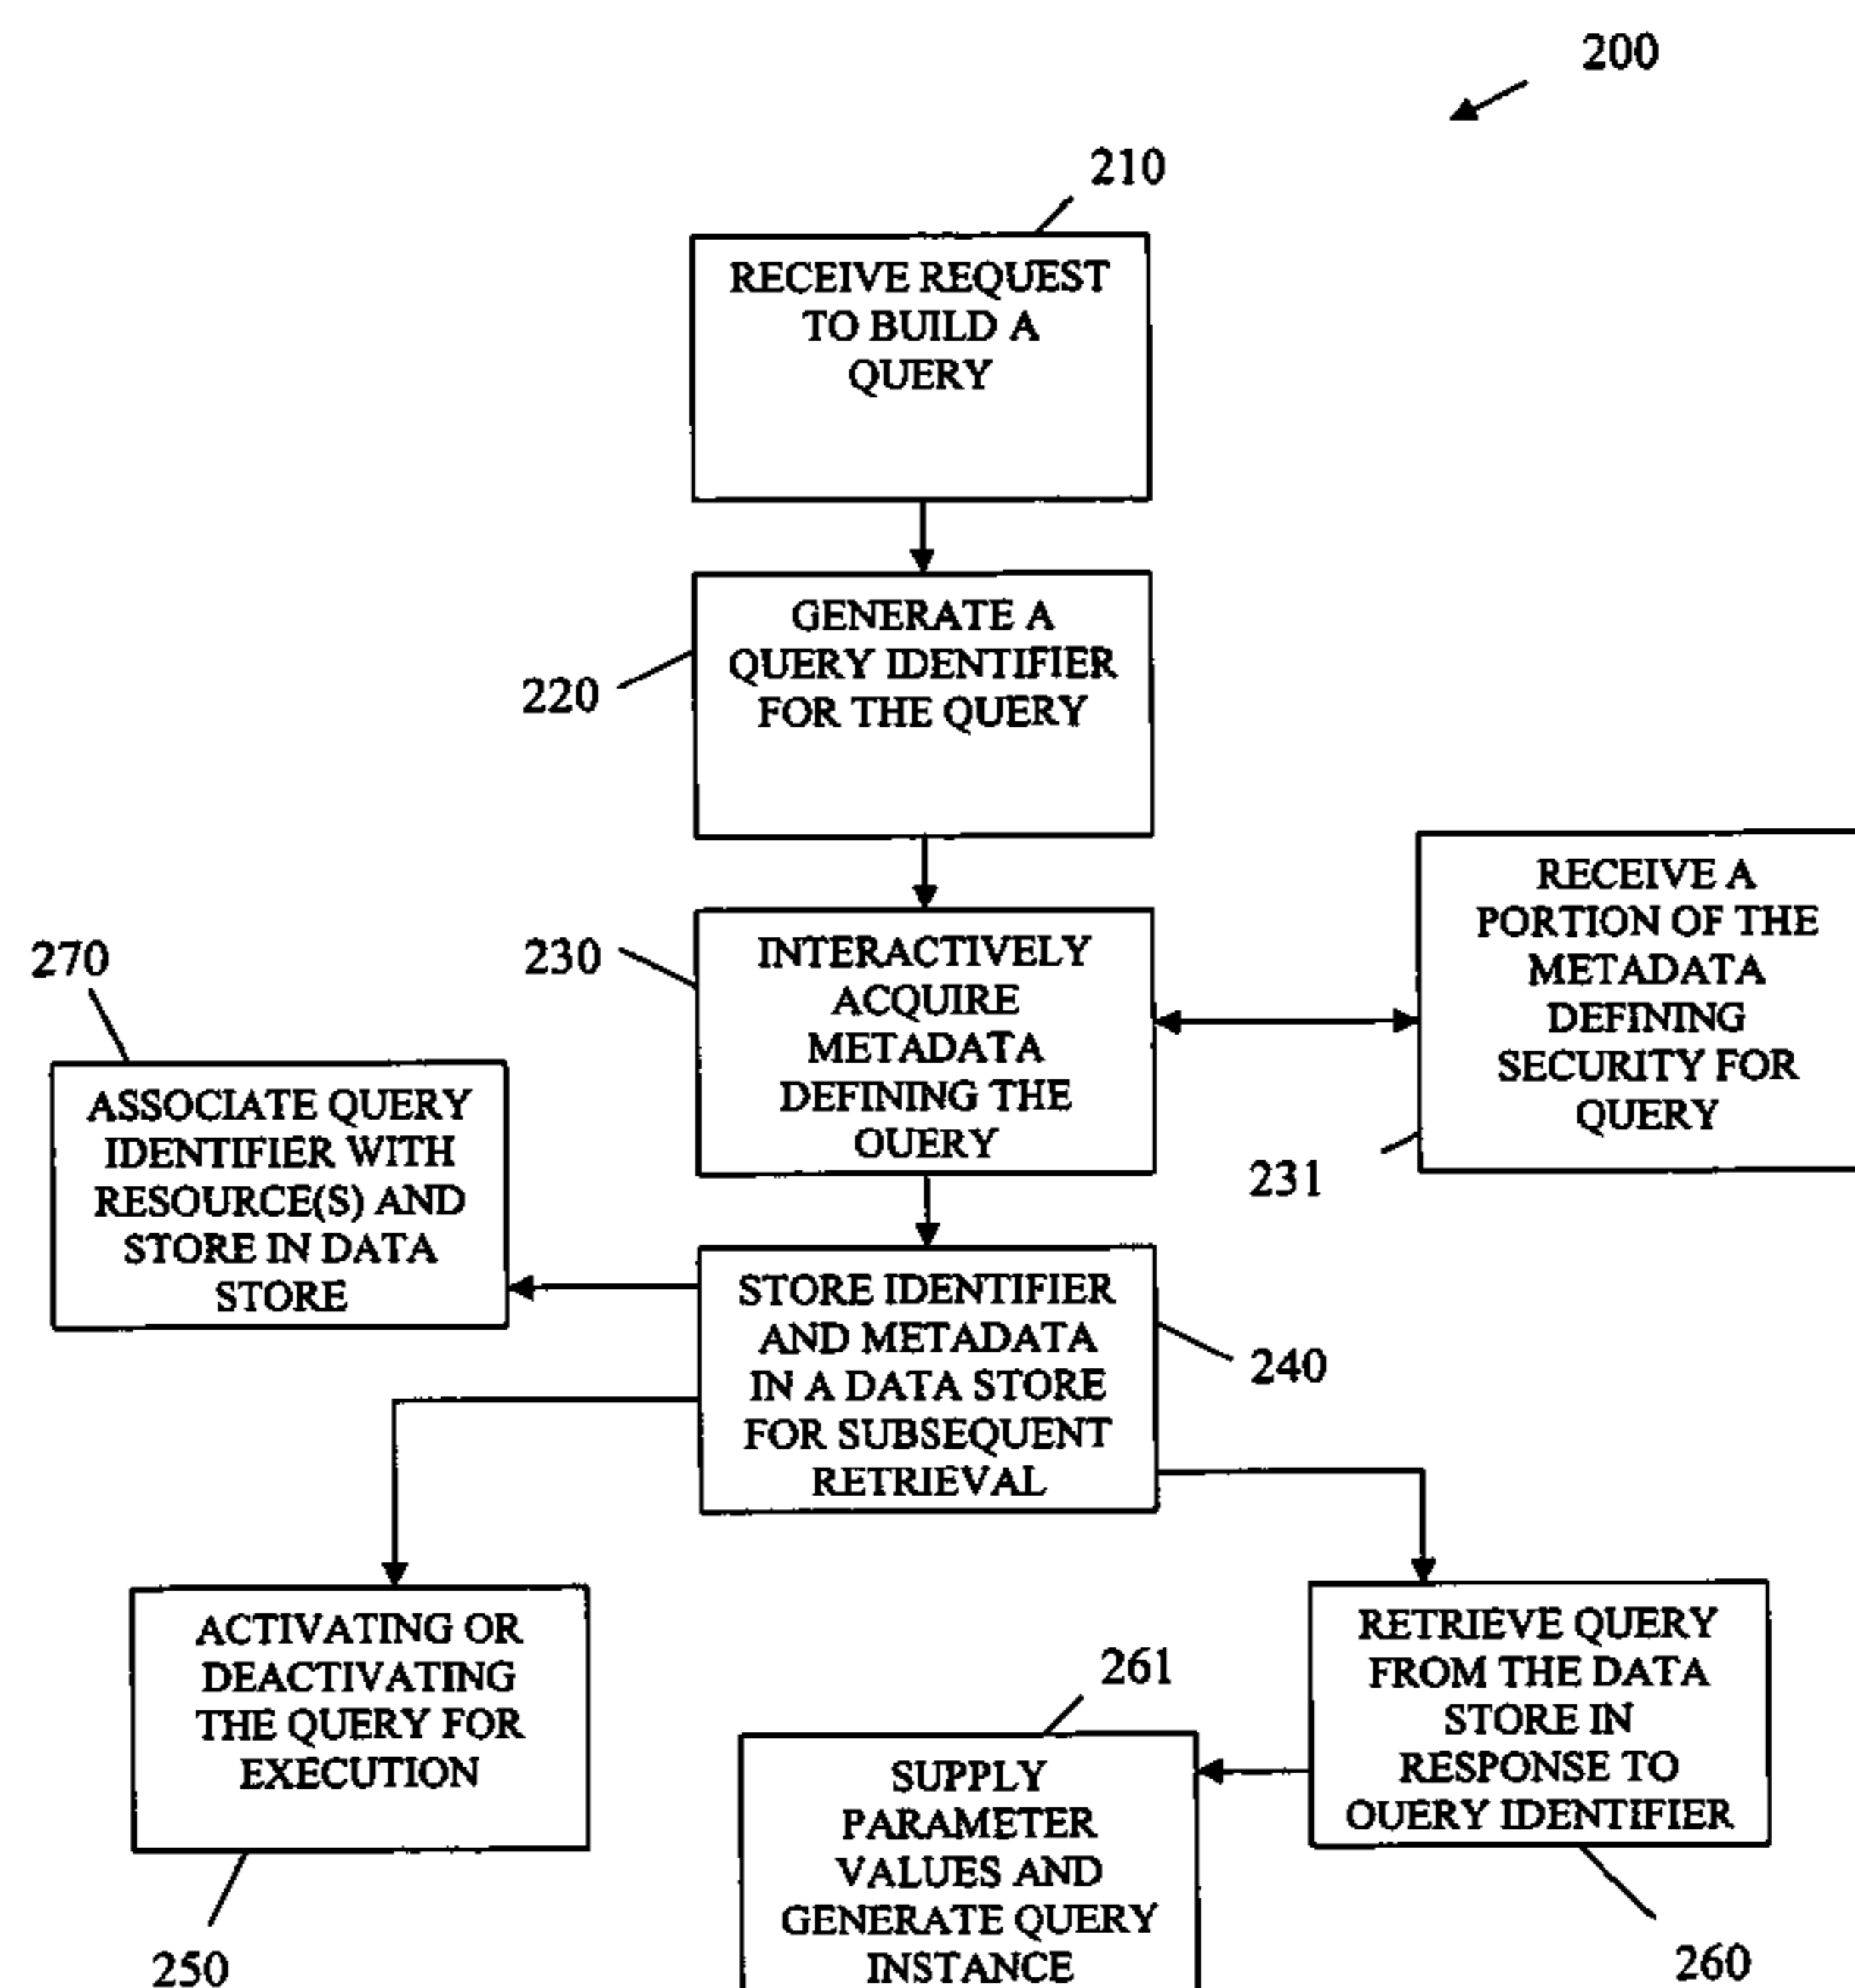 200
210
RECEIVE REQUEST
TO BUILD A
QUERY
GENERATE A
QUERY IDENTIFIER
FOR THE QUERY
220
RECEIVE A
PORTION OF THE
METADATA
DEFINING
SECURITY FOR
QUERY
231
230
INTERACTIVELY
ACQUIRE
METADATA
DEFINING THE
QUERY
270
ASSOCIATE QUERY
IDENTIFIER WITH
RESOURCE(S) AND
STORE IN DATA
STORE
STORE IDENTIFIER
AND METADATA
IN A DATA STORE
FOR SUBSEQUENT
RETRIEVAL
240
ACTIVATING OR
DEACTIVATING
THE QUERY FOR
EXECUTION
250
261
SUPPLY
PARAMETER
VALUES AND
GENERATE QUERY
INSTANCE
RETRIEVE QUERY
FROM THE DATA
STORE IN
RESPONSE TO
QUERY IDENTIFIER
260